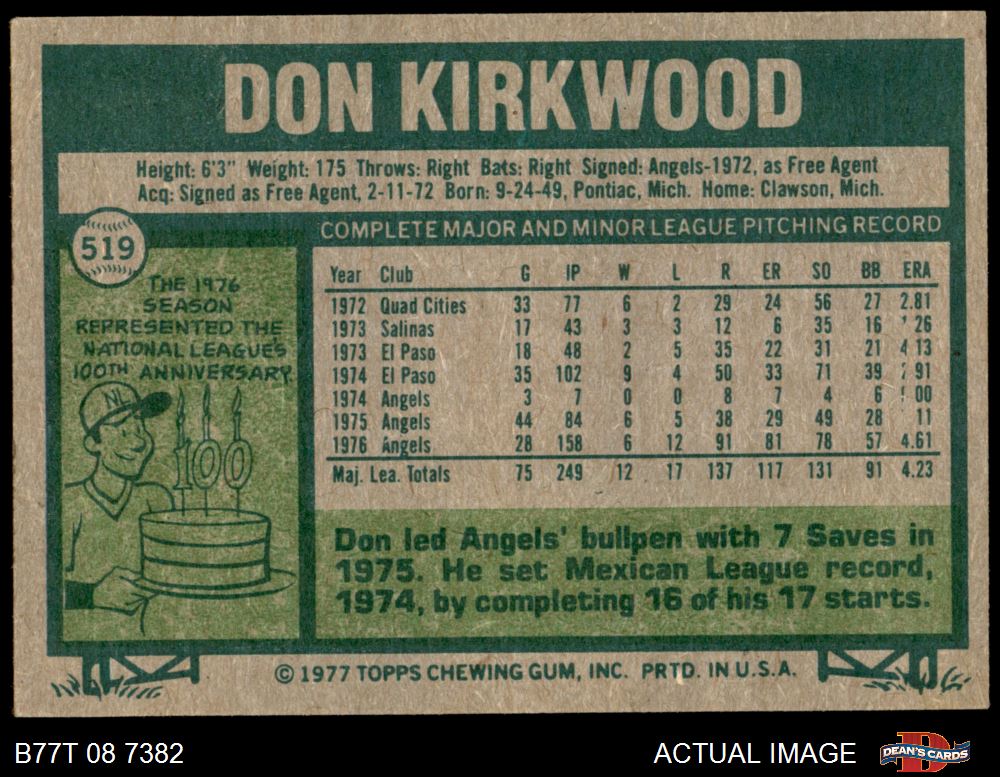 DON KIRKWOOD
Height: 6'3" Weight: 175 Throws: Right Bats: Right Signed: Angels-1972, as Free Agent
Acq: Signed as Free Agent, 2-11-72 Born: 9-24-49, Pontiac, Mich. Home: Clawson, Mich.
519
THE 1976
SEASON
REPRESENTED THE
NATIONAL LEAGUE'S
100TH ANNIVERSARY
NL
100
COMPLETE MAJOR AND MINOR LEAGUE PITCHING RECORD
Year Club G IP W L R ER SO BB ERA
1972 Quad Cities 33 77 6 2 29 24 56 27 2.81
1973 Salinas 17 43 3 3 12 6 35 16 26
1973 El Paso 18 48 2 5 35 22 31 21 4 13
1974 El Paso 35 102 9 4 50 33 71 39 91
1974 Angels 3 7 0 0 8 7 4 6 00
1975 Angels 44 84 6 5 38 29 49 28 11
1976 Angels 28 158 6 12 91 81 78 57 4.61
Maj. Lea. Totals 75 249 12 17 137 117 131 91 4.23
Don led Angels' bullpen with 7 Saves in
1975. He set Mexican League record,
1974, by completing 16 of his 17 starts.
© 1977 TOPPS CHEWING GUM, INC. PRTD. IN U.S.A.
B77T 08 7382
ACTUAL IMAGE
D
DEAN'S CARDS